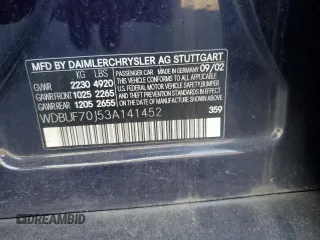 MFD BY DAIMLERCHRYSLER AG STUTTGART
KG LBS PASSENGER CAR MADE IN GERMANY 09/02
GVWR 2230 4920 THIS VEHICLE CONFORMS TO ALL APPLICABLE
GAWR FRONT 1025 2265 U.S. FEDERAL MOTOR VEHICLE SAFETY, BUMPER,
GAWR REAR 1205 2655 AND THEFT PREVENTION STANDARDS IN EFFECT ON THE DATE OF MANUFACTURE SHOWN ABOVE.
WDBUF70J53A141452 359
© DREAMBID AUTOBIDMASTER